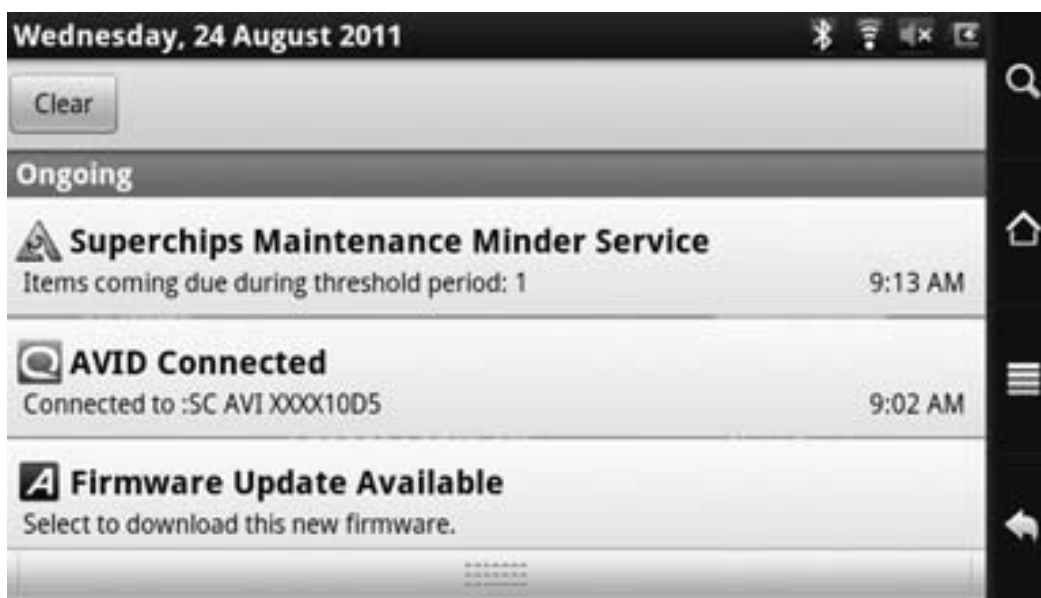 Wednesday, 24 August 2011
Clear
Ongoing
Superchips Maintenance Minder Service
Items coming due during threshold period: 1 9:13 AM
AVID Connected
Connected to :SC AVI XXXX10D5 9:02 AM
Firmware Update Available
Select to download this new firmware.